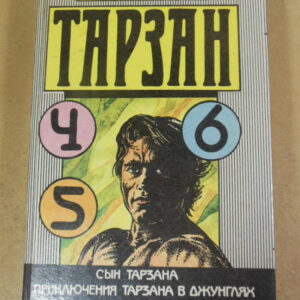 ТАРЗАН
4
6
5
СЫН ТАРЗАНА
ПРИКЛЮЧЕНИЯ ТАРЗАНА В ДЖУНГЛЯХ